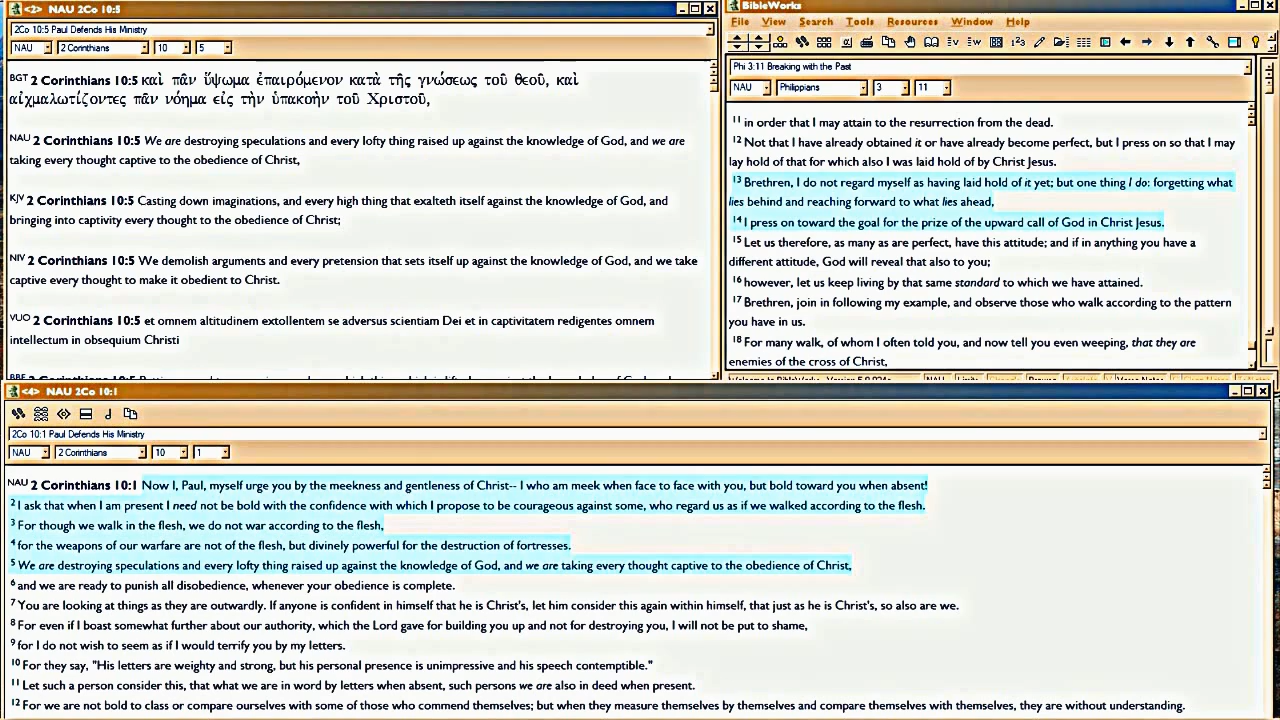 <2> NAU 2Co 10:5
2Co 10:5 Paul Defends His Ministry
NAU 2 Corinthians 10 5
BGT 2 Corinthians 10:5 καὶ πᾶν ὕψωμα ἐπαιρόμενον κατὰ τῆς γνώσεως τοῦ θεοῦ, καὶ
αἰχμαλωτίζοντες πᾶν νόημα εἰς τὴν ὑπακοὴν τοῦ Χριστοῦ,
NAU 2 Corinthians 10:5 We are destroying speculations and every lofty thing raised up against the knowledge of God, and we are
taking every thought captive to the obedience of Christ,
KJV 2 Corinthians 10:5 Casting down imaginations, and every high thing that exalteth itself against the knowledge of God, and
bringing into captivity every thought to the obedience of Christ;
NIV 2 Corinthians 10:5 We demolish arguments and every pretension that sets itself up against the knowledge of God, and we take
captive every thought to make it obedient to Christ.
VUO 2 Corinthians 10:5 et omnem altitudinem extollentem se adversus scientiam Dei et in captivitatem redigentes omnem
intellectum in obsequium Christi
BibleWorks
File View Search Tools Resources Window Help
Phi 3:11 Breaking with the Past
NAU Philippians 3 11
11 in order that I may attain to the resurrection from the dead.
12 Not that I have already obtained it or have already become perfect, but I press on so that I may
lay hold of that for which also I was laid hold of by Christ Jesus.
13 Brethren, I do not regard myself as having laid hold of it yet; but one thing I do: forgetting what
lies behind and reaching forward to what lies ahead,
14 I press on toward the goal for the prize of the upward call of God in Christ Jesus.
15 Let us therefore, as many as are perfect, have this attitude; and if in anything you have a
different attitude, God will reveal that also to you;
16 however, let us keep living by that same standard to which we have attained.
17 Brethren, join in following my example, and observe those who walk according to the pattern
you have in us.
18 For many walk, of whom I often told you, and now tell you even weeping, that they are
enemies of the cross of Christ,
<4> NAU 2Co 10:1
2Co 10:1 Paul Defends His Ministry
NAU 2 Corinthians 10 1
NAU 2 Corinthians 10:1 Now I, Paul, myself urge you by the meekness and gentleness of Christ-- I who am meek when face to face with you, but bold toward you when absent!
2 I ask that when I am present I need not be bold with the confidence with which I propose to be courageous against some, who regard us as if we walked according to the flesh.
3 For though we walk in the flesh, we do not war according to the flesh,
4 for the weapons of our warfare are not of the flesh, but divinely powerful for the destruction of fortresses.
5 We are destroying speculations and every lofty thing raised up against the knowledge of God, and we are taking every thought captive to the obedience of Christ,
6 and we are ready to punish all disobedience, whenever your obedience is complete.
7 You are looking at things as they are outwardly. If anyone is confident in himself that he is Christ's, let him consider this again within himself, that just as he is Christ's, so also are we.
8 For even if I boast somewhat further about our authority, which the Lord gave for building you up and not for destroying you, I will not be put to shame,
9 for I do not wish to seem as if I would terrify you by my letters.
10 For they say, "His letters are weighty and strong, but his personal presence is unimpressive and his speech contemptible."
11 Let such a person consider this, that what we are in word by letters when absent, such persons we are also in deed when present.
12 For we are not bold to class or compare ourselves with some of those who commend themselves; but when they measure themselves by themselves and compare themselves with themselves, they are without understanding.